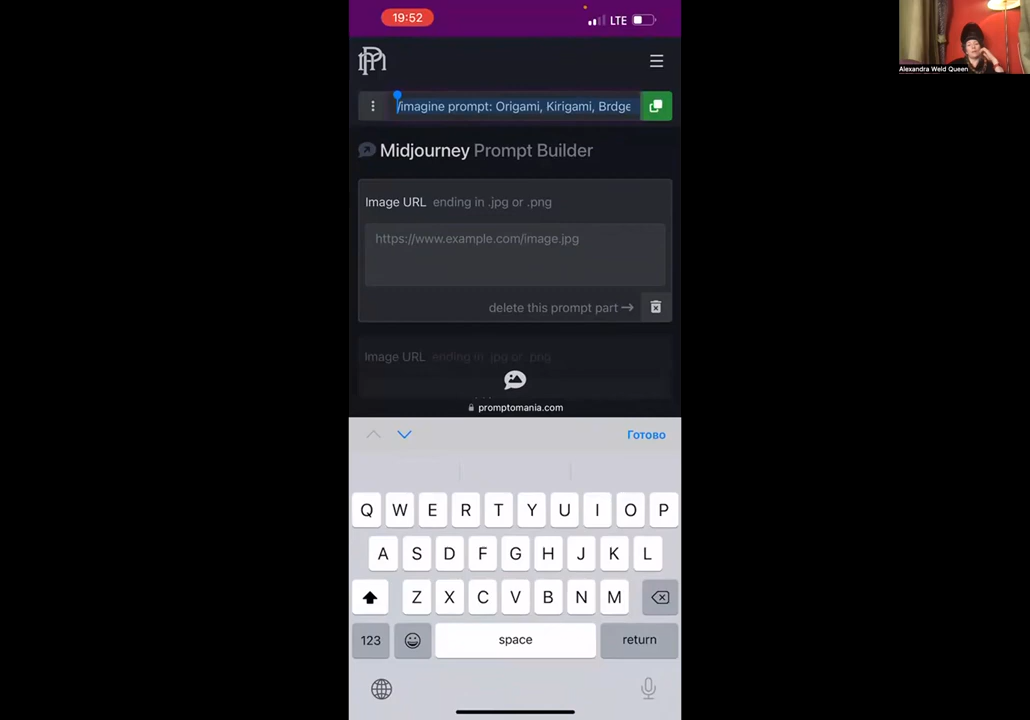 19:52
LTE
Alexandra Weld Queen
/imagine prompt: Origami, Kirigami, Brdge
Midjourney Prompt Builder
Image URL ending in .jpg or .png
https://www.example.com/image.jpg
delete this prompt part →
Image URL ending in .jpg or .png
promptomania.com
Готово
Q W E R T Y U I O P
A S D F G H J K L
Z X C V B N M
123 space return